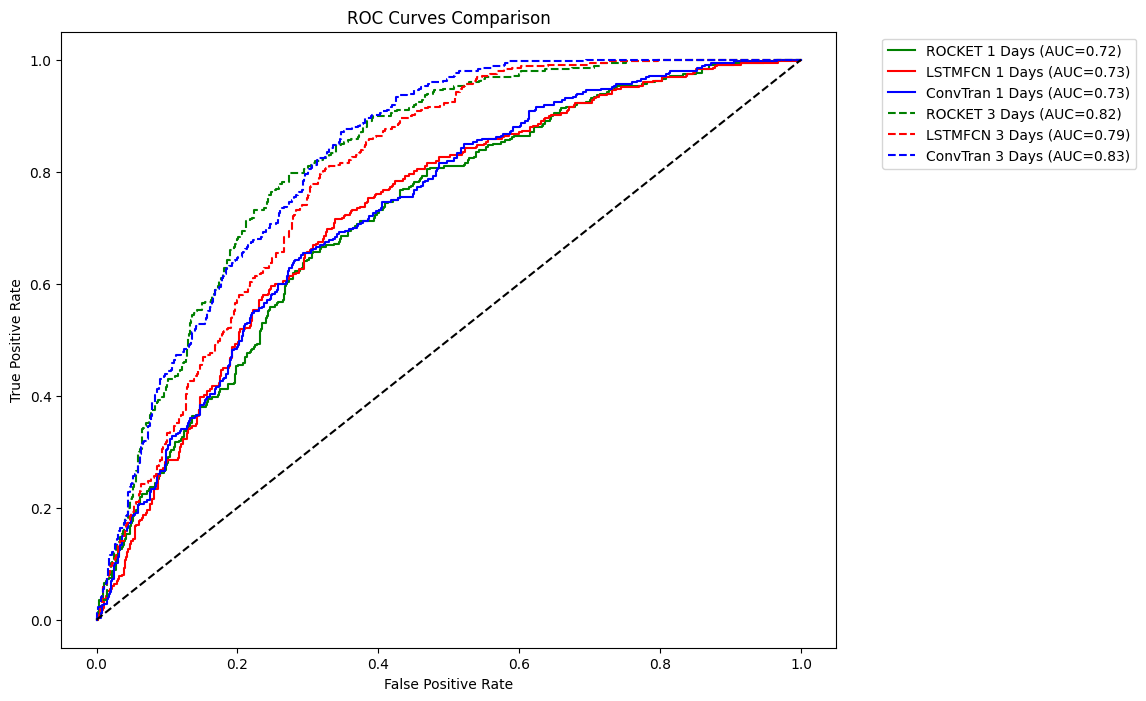 ROC Curves Comparison
ROCKET 1 Days (AUC=0.72)
LSTMFCN 1 Days (AUC=0.73)
ConvTran 1 Days (AUC=0.73)
ROCKET 3 Days (AUC=0.82)
LSTMFCN 3 Days (AUC=0.79)
ConvTran 3 Days (AUC=0.83)
True Positive Rate
1.0
0.8
0.6
0.4
0.2
0.0
0.0 0.2 0.4 0.6 0.8 1.0
False Positive Rate